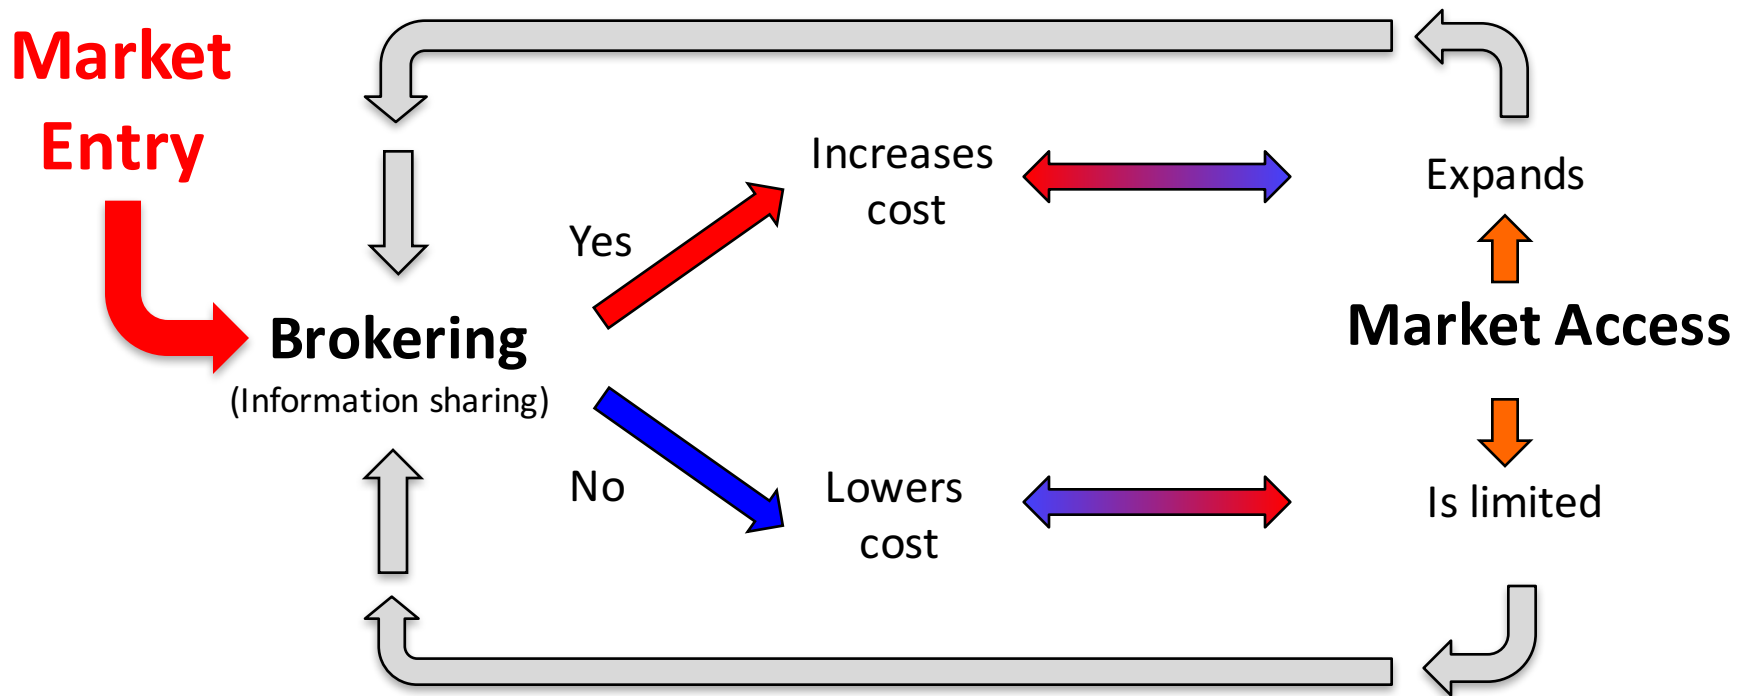 Market
Entry
Increases
cost
Expands
Yes
Brokering
(Information sharing)
Market Access
No
Lowers
cost
Is limited